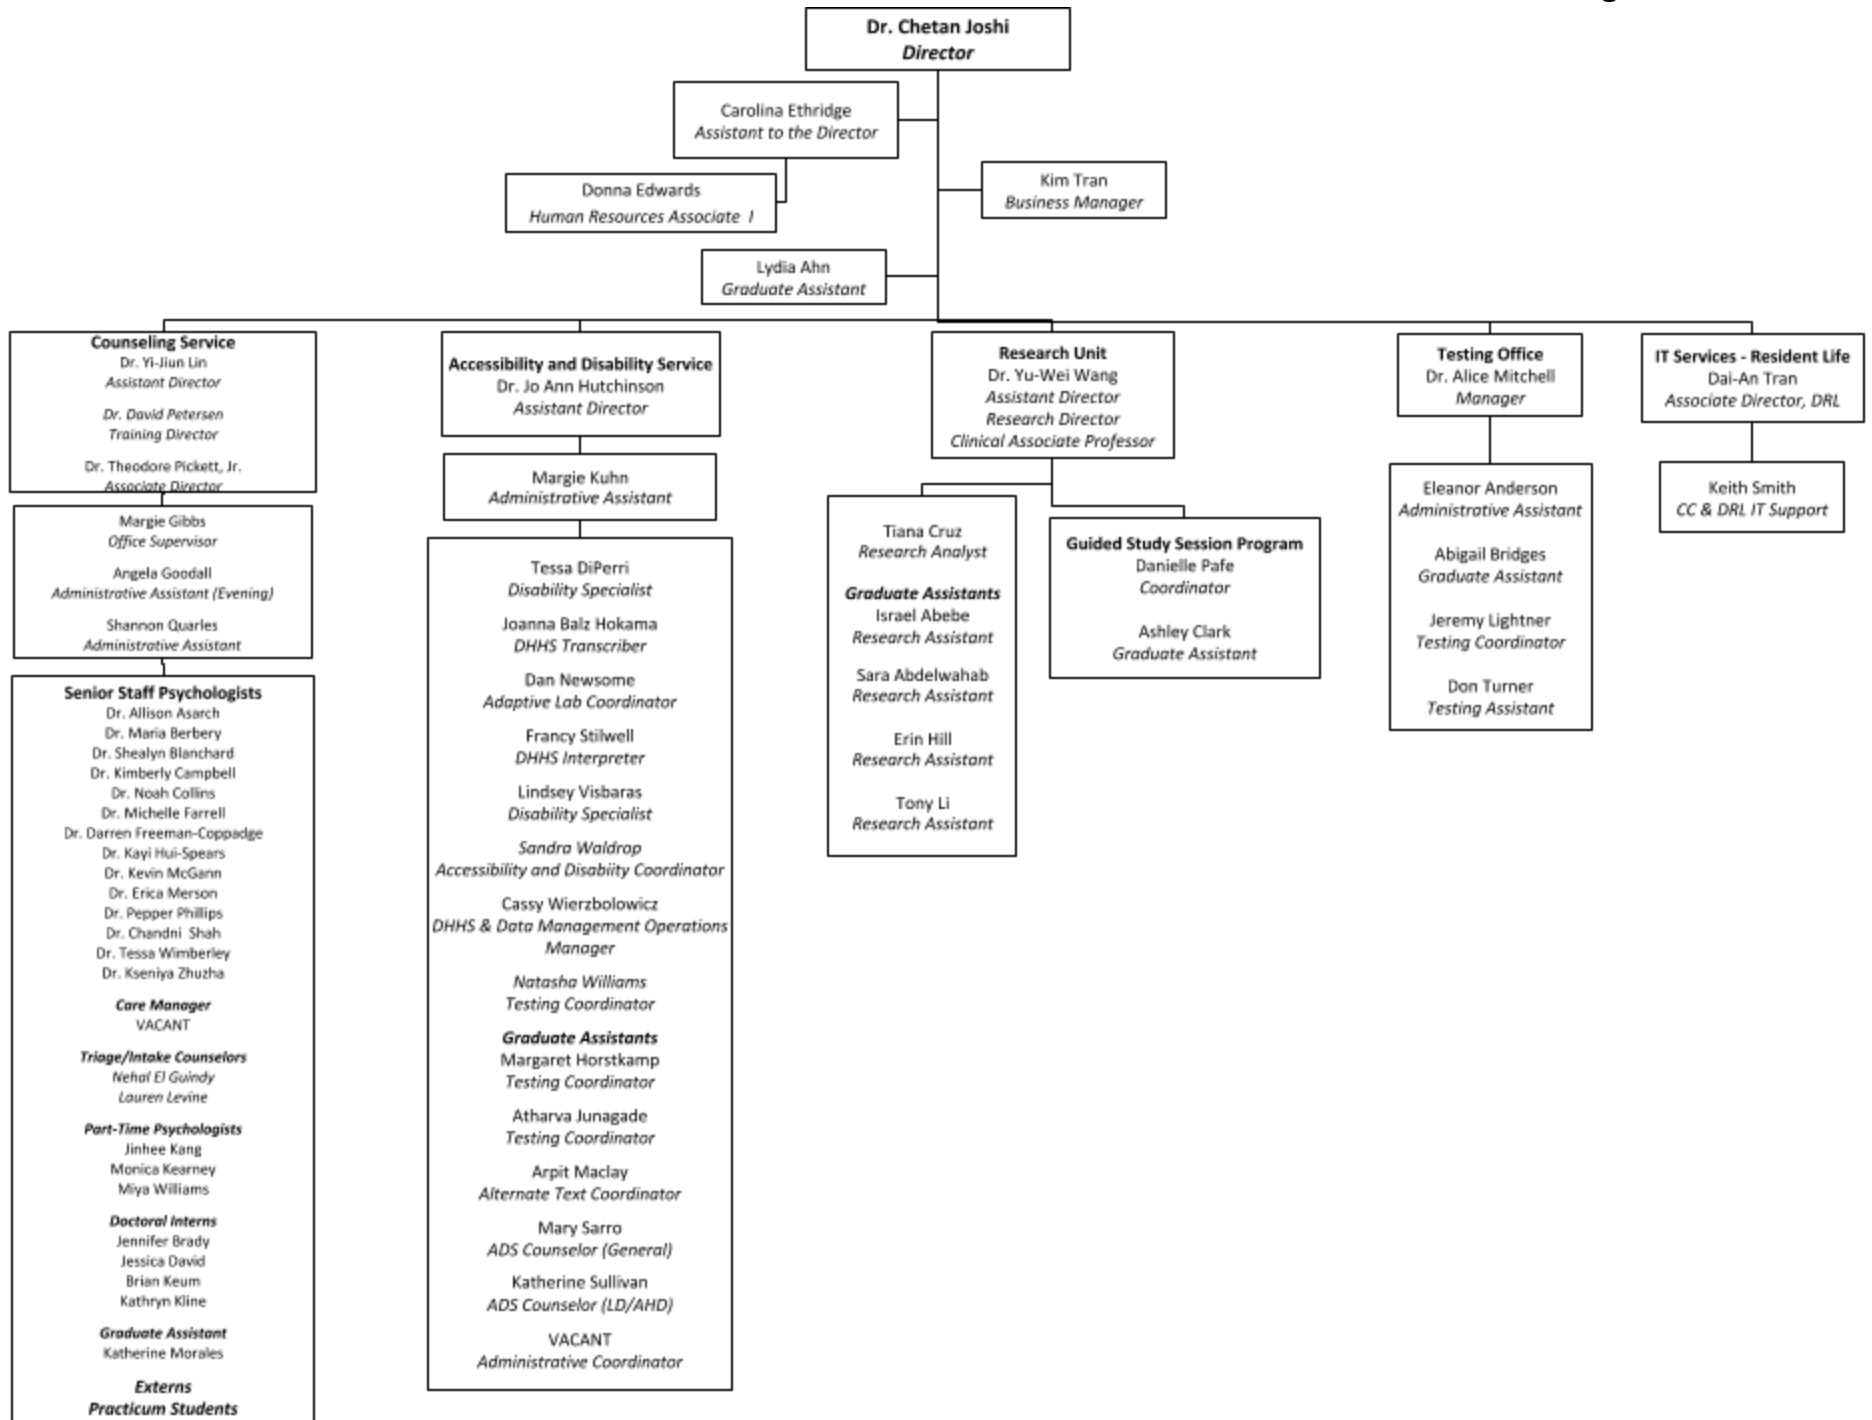 Dr. Chetan Joshi
Director
Carolina Ethridge
Assistant to the Director
Donna Edwards
Human Resources Associate I
Kim Tran
Business Manager
Lydia Ahn
Graduate Assistant
Counseling Service
Dr. Yi-Jiun Lin
Assistant Director
Dr. David Petersen
Training Director
Dr. Theodore Pickett, Jr.
Associate Director
Margie Gibbs
Office Supervisor
Angela Goodall
Administrative Assistant (Evening)
Shannon Quarles
Administrative Assistant
Senior Staff Psychologists
Dr. Allison Asarch
Dr. Maria Berbery
Dr. Shealyn Blanchard
Dr. Kimberly Campbell
Dr. Noah Collins
Dr. Michelle Farrell
Dr. Darren Freeman-Coppadge
Dr. Kayi Hui-Spears
Dr. Kevin McGann
Dr. Erica Merson
Dr. Pepper Phillips
Dr. Chandni Shah
Dr. Tessa Wimberley
Dr. Kseniya Zhuzha
Care Manager
VACANT
Triage/Intake Counselors
Nehal El Guindy
Lauren Levine
Part-Time Psychologists
Jinhee Kang
Monica Kearney
Miya Williams
Doctoral Interns
Jennifer Brady
Jessica David
Brian Keum
Kathryn Kline
Graduate Assistant
Katherine Morales
Externs
Practicum Students
Accessibility and Disability Service
Dr. Jo Ann Hutchinson
Assistant Director
Margie Kuhn
Administrative Assistant
Tessa DiPerri
Disability Specialist
Joanna Balz Hokama
DHHS Transcriber
Dan Newsome
Adaptive Lab Coordinator
Francy Stilwell
DHHS Interpreter
Lindsey Visbaras
Disability Specialist
Sandra Waldrop
Accessibility and Disabiity Coordinator
Cassy Wierzbolowicz
DHHS & Data Management Operations
Manager
Natasha Williams
Testing Coordinator
Graduate Assistants
Margaret Horstkamp
Testing Coordinator
Atharva Junagade
Testing Coordinator
Arpit Maclay
Alternate Text Coordinator
Mary Sarro
ADS Counselor (General)
Katherine Sullivan
ADS Counselor (LD/AHD)
VACANT
Administrative Coordinator
Research Unit
Dr. Yu-Wei Wang
Assistant Director
Research Director
Clinical Associate Professor
Tiana Cruz
Research Analyst
Graduate Assistants
Israel Abebe
Research Assistant
Sara Abdelwahab
Research Assistant
Erin Hill
Research Assistant
Tony Li
Research Assistant
Guided Study Session Program
Danielle Pafe
Coordinator
Ashley Clark
Graduate Assistant
Testing Office
Dr. Alice Mitchell
Manager
Eleanor Anderson
Administrative Assistant
Abigail Bridges
Graduate Assistant
Jeremy Lightner
Testing Coordinator
Don Turner
Testing Assistant
IT Services - Resident Life
Dai-An Tran
Associate Director, DRL
Keith Smith
CC & DRL IT Support